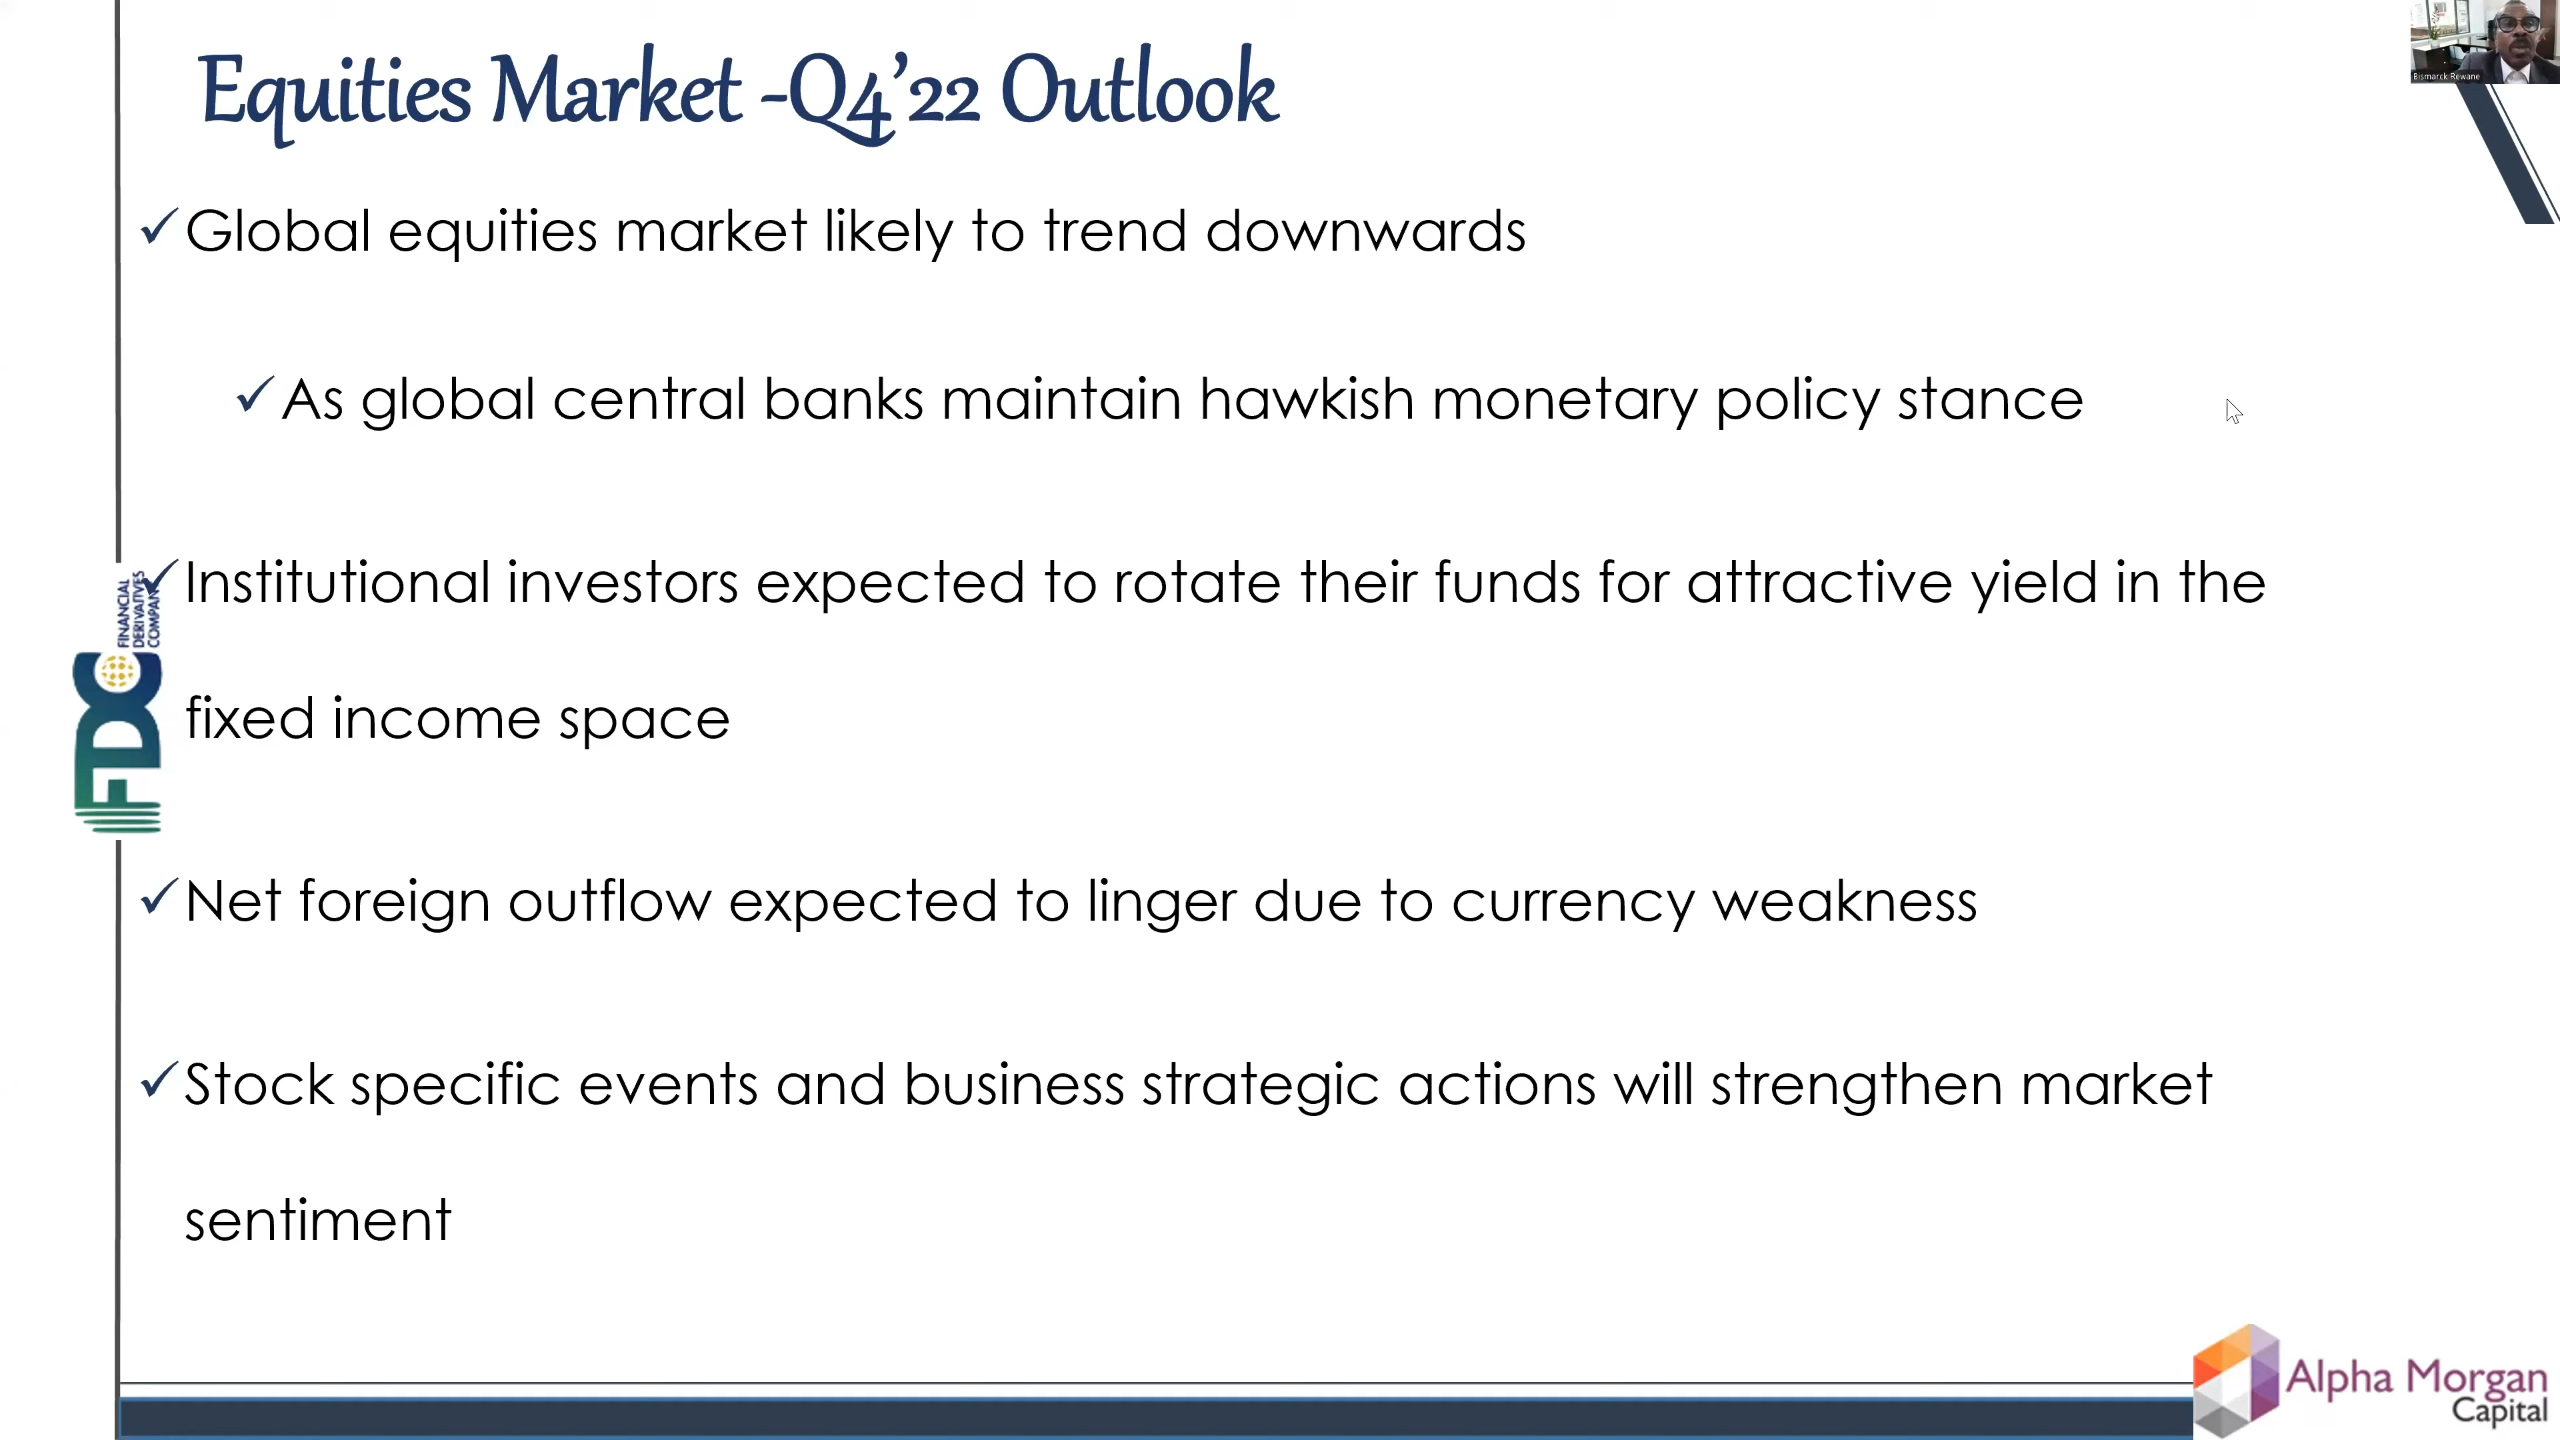 Equities Market -Q4’22 Outlook
Bismarck Rewane
✓Global equities market likely to trend downwards
✓As global central banks maintain hawkish monetary policy stance
✓Institutional investors expected to rotate their funds for attractive yield in the
fixed income space
✓Net foreign outflow expected to linger due to currency weakness
✓Stock specific events and business strategic actions will strengthen market
sentiment
FDC
FINANCIAL
DERIVATIVES
COMPANY
Alpha Morgan
Capital